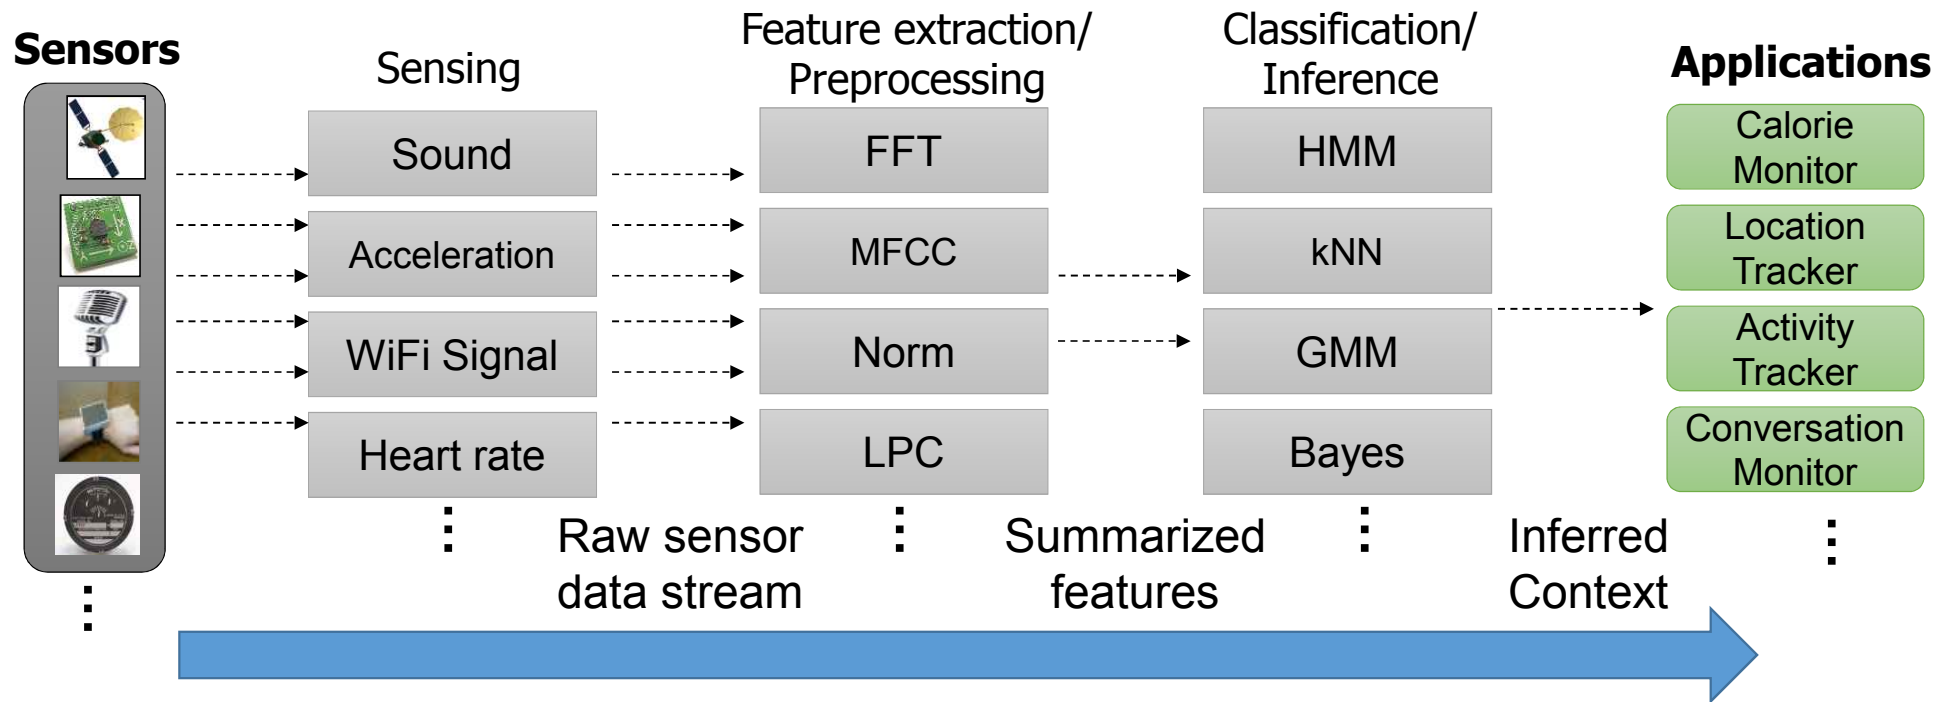 Sensors
Sensing
Feature extraction/
Preprocessing
Classification/
Inference
Applications
Sound
Acceleration
WiFi Signal
Heart rate
FFT
MFCC
Norm
LPC
HMM
kNN
GMM
Bayes
Calorie
Monitor
Location
Tracker
Activity
Tracker
Conversation
Monitor
Raw sensor
data stream
Summarized
features
Inferred
Context